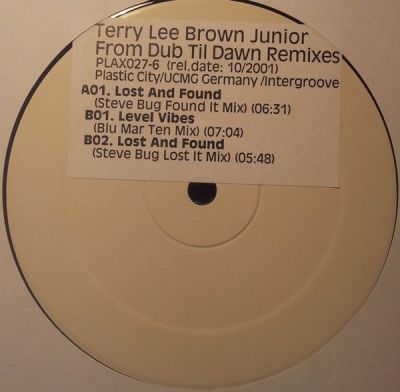 Terry Lee Brown Junior
From Dub Til Dawn Remixes
PLAX027-6 (rel.date: 10/2001)
Plastic City/UCMG Germany /Intergroove
A01. Lost And Found
(Steve Bug Found It Mix) (06:31)
B01. Level Vibes
(Blu Mar Ten Mix) (07:04)
B02. Lost And Found
(Steve Bug Lost It Mix) (05:48)